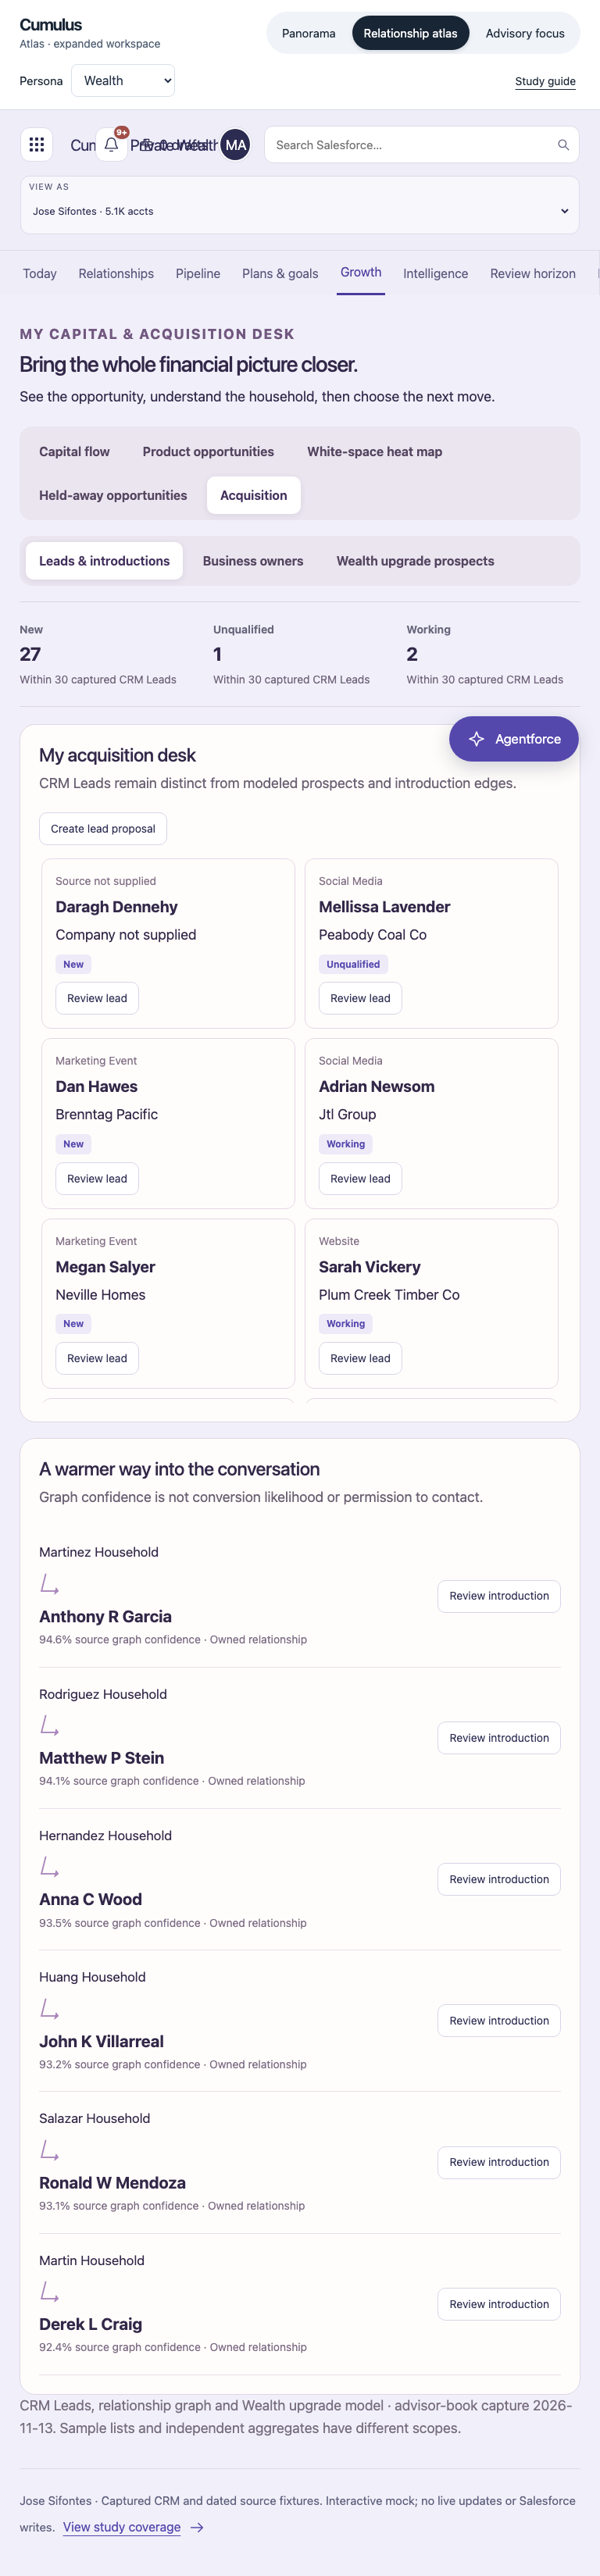 Cumulus
Atlas · expanded workspace
Panorama
Relationship atlas
Advisory focus
Persona
Wealth
Study guide
9+
Private Wealth
MA
Search Salesforce...
VIEW AS
Jose Sifontes · 5.1K accts
Today
Relationships
Pipeline
Plans & goals
Growth
Intelligence
Review horizon
MY CAPITAL & ACQUISITION DESK
Bring the whole financial picture closer.
See the opportunity, understand the household, then choose the next move.
Capital flow
Product opportunities
White-space heat map
Held-away opportunities
Acquisition
Leads & introductions
Business owners
Wealth upgrade prospects
New
27
Within 30 captured CRM Leads
Unqualified
1
Within 30 captured CRM Leads
Working
2
Within 30 captured CRM Leads
Agentforce
My acquisition desk
CRM Leads remain distinct from modeled prospects and introduction edges.
Create lead proposal
Source not supplied
Daragh Dennehy
Company not supplied
New
Review lead
Social Media
Mellissa Lavender
Peabody Coal Co
Unqualified
Review lead
Marketing Event
Dan Hawes
Brenntag Pacific
New
Review lead
Social Media
Adrian Newsom
Jtl Group
Working
Review lead
Marketing Event
Megan Salyer
Neville Homes
New
Review lead
Website
Sarah Vickery
Plum Creek Timber Co
Working
Review lead
A warmer way into the conversation
Graph confidence is not conversion likelihood or permission to contact.
Martinez Household
Anthony R Garcia
94.6% source graph confidence · Owned relationship
Review introduction
Rodriguez Household
Matthew P Stein
94.1% source graph confidence · Owned relationship
Review introduction
Hernandez Household
Anna C Wood
93.5% source graph confidence · Owned relationship
Review introduction
Huang Household
John K Villarreal
93.2% source graph confidence · Owned relationship
Review introduction
Salazar Household
Ronald W Mendoza
93.1% source graph confidence · Owned relationship
Review introduction
Martin Household
Derek L Craig
92.4% source graph confidence · Owned relationship
Review introduction
CRM Leads, relationship graph and Wealth upgrade model · advisor-book capture 2026-
11-13. Sample lists and independent aggregates have different scopes.
Jose Sifontes · Captured CRM and dated source fixtures. Interactive mock; no live updates or Salesforce
writes. View study coverage →